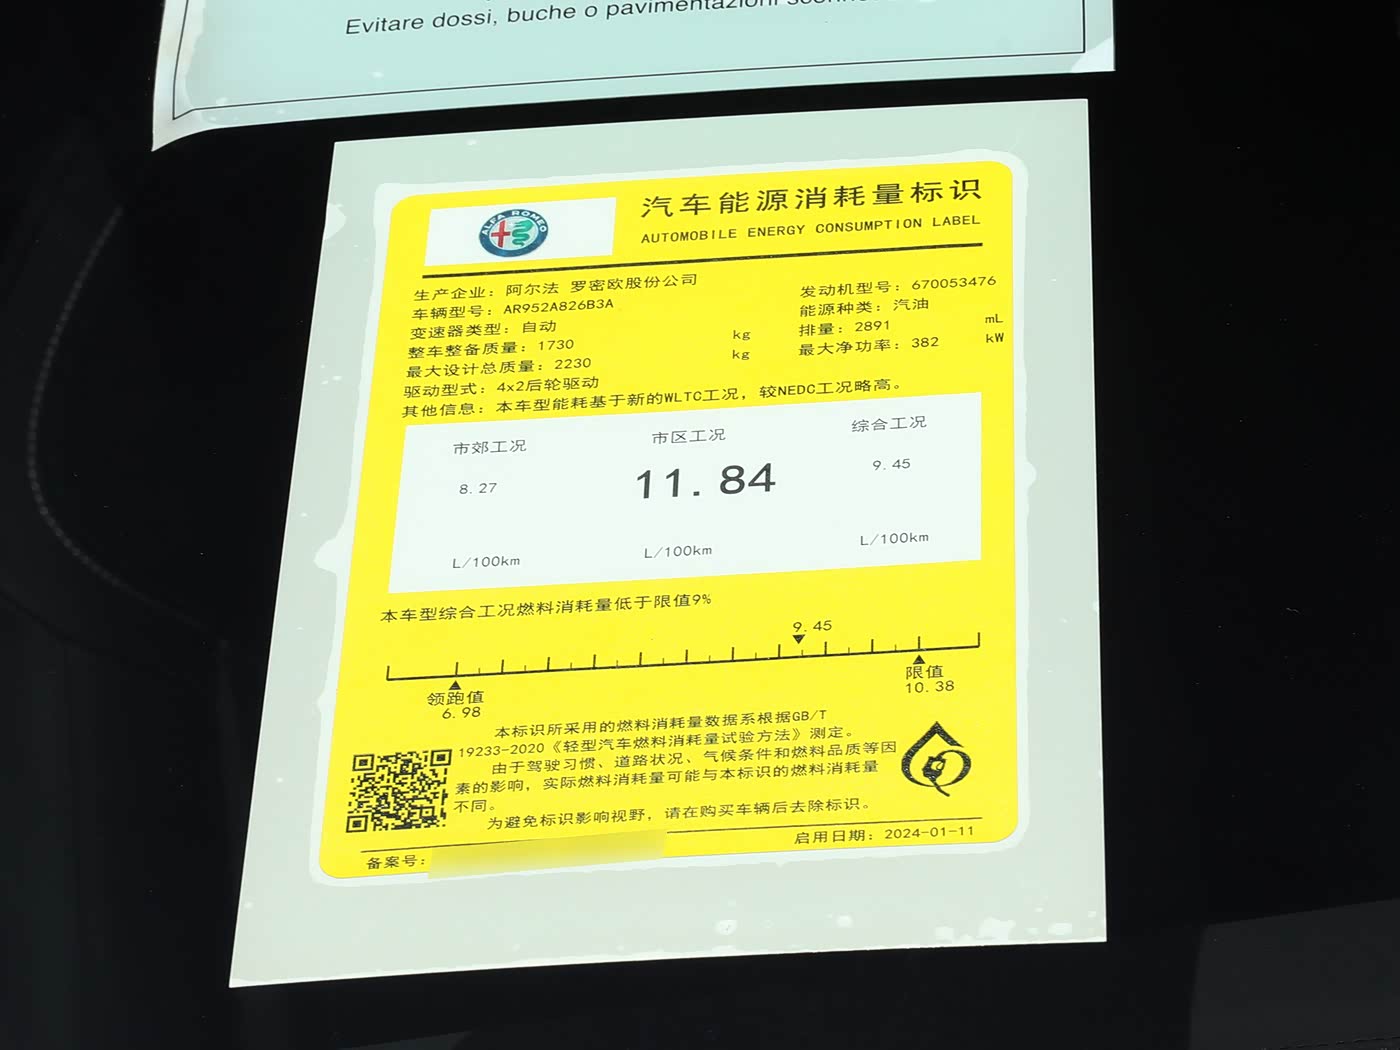 Evitare dossi, buche o pavimentazioni
ALFA ROMEO
汽车能源消耗量标识
AUTOMOBILE ENERGY CONSUMPTION LABEL
生产企业：阿尔法 罗密欧股份公司
车辆型号：AR952A826B3A
变速器类型：自动
整车整备质量：1730 kg
最大设计总质量：2230 kg
驱动型式：4x2后轮驱动
其他信息：本车型能耗基于新的WLTC工况，较NEDC工况略高。
发动机型号：670053476
能源种类：汽油
排量：2891 mL
最大净功率：382 kW
市郊工况 市区工况 综合工况
8.27 11.84 9.45
L/100km L/100km L/100km
本车型综合工况燃料消耗量低于限值9%
9.45
领跑值 限值
6.98 10.38
本标识所采用的燃料消耗量数据系根据GB/T
19233-2020《轻型汽车燃料消耗量试验方法》测定。
由于驾驶习惯、道路状况、气候条件和燃料品质等因
素的影响，实际燃料消耗量可能与本标识的燃料消耗量
不同。
为避免标识影响视野，请在购买车辆后去除标识。
备案号：
启用日期：2024-01-11